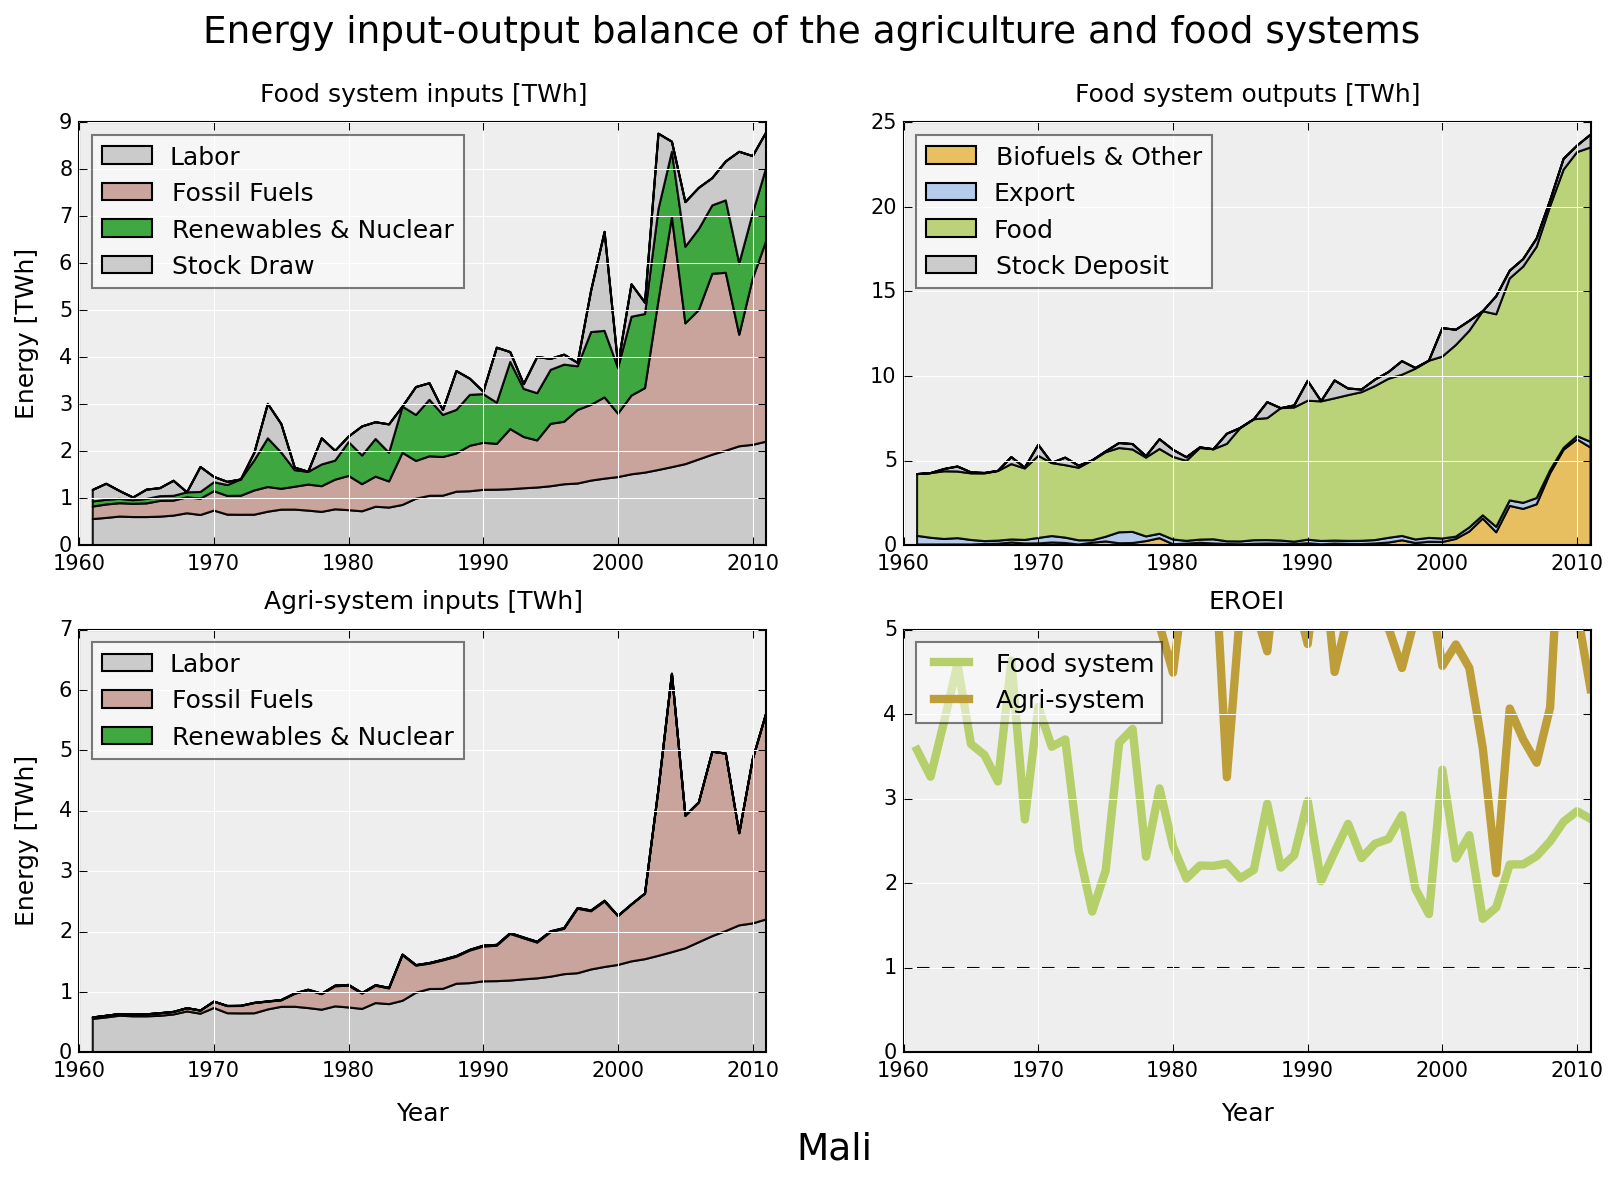 Energy input-output balance of the agriculture and food systems
Food system inputs [TWh]
Energy [TWh]
9
8
7
6
5
4
3
2
1
0
Labor
Fossil Fuels
Renewables & Nuclear
Stock Draw
1960 1970 1980 1990 2000 2010
Food system outputs [TWh]
25
20
15
10
5
0
Biofuels & Other
Export
Food
Stock Deposit
1960 1970 1980 1990 2000 2010
Agri-system inputs [TWh]
Energy [TWh]
7
6
5
4
3
2
1
0
Labor
Fossil Fuels
Renewables & Nuclear
1960 1970 1980 1990 2000 2010
Year
EROEI
5
4
3
2
1
0
Food system
Agri-system
1960 1970 1980 1990 2000 2010
Year
Mali